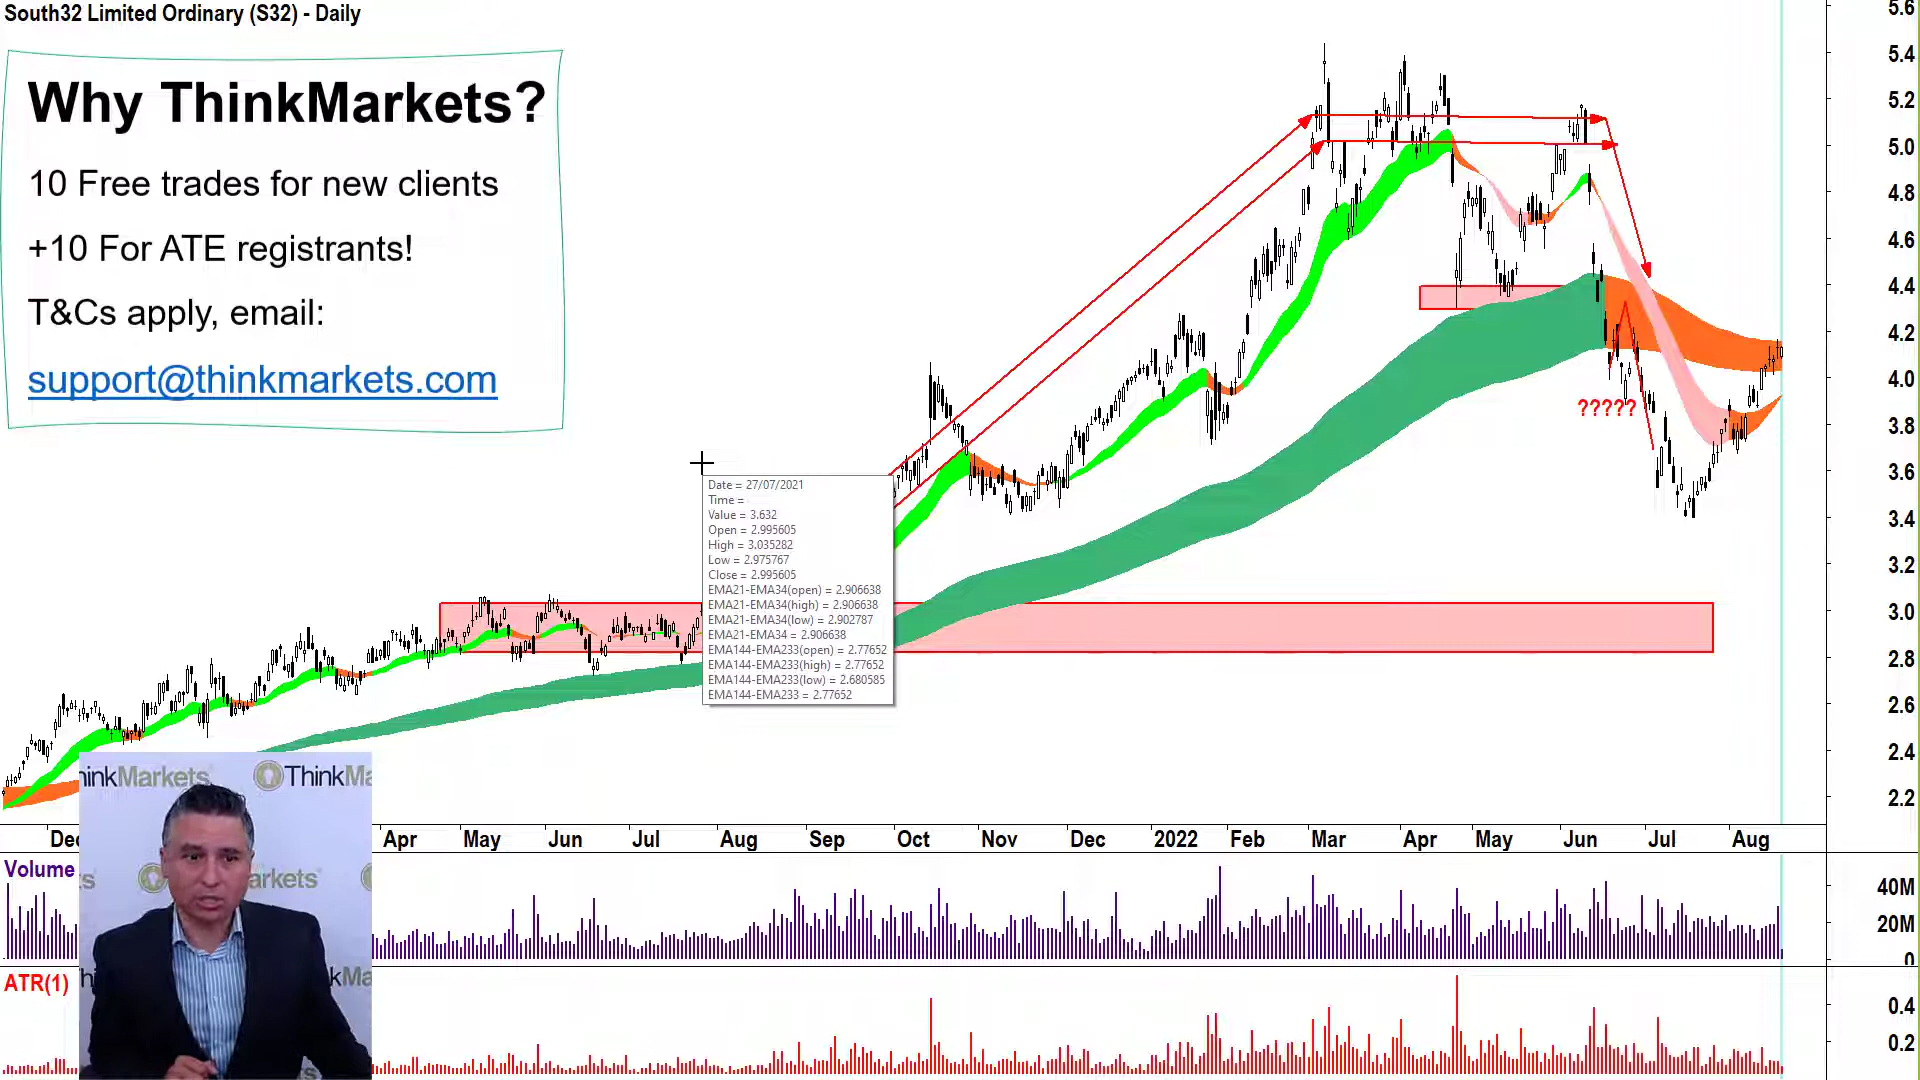 South32 Limited Ordinary (S32) - Daily
Why ThinkMarkets?
10 Free trades for new clients
+10 For ATE registrants!
T&Cs apply, email:
support@thinkmarkets.com
5.6
5.4
5.2
5.0
4.8
4.6
4.4
4.2
4.0
3.8
3.6
3.4
3.2
3.0
2.8
2.6
2.4
2.2
?????
Date = 27/07/2021
Time =
Value = 3.632
Open = 2.995605
High = 3.035282
Low = 2.975767
Close = 2.995605
EMA21-EMA34(open) = 2.906638
EMA21-EMA34(high) = 2.906638
EMA21-EMA34(low) = 2.902787
EMA21-EMA34 = 2.906638
EMA144-EMA233(open) = 2.77652
EMA144-EMA233(high) = 2.77652
EMA144-EMA233(low) = 2.680585
EMA144-EMA233 = 2.77652
Dec Apr May Jun Jul Aug Sep Oct Nov Dec 2022 Feb Mar Apr May Jun Jul Aug
inkMarkets ThinkMa
s arkets
Thi kMa
Volume
40M
20M
0
ATR(1)
0.4
0.2